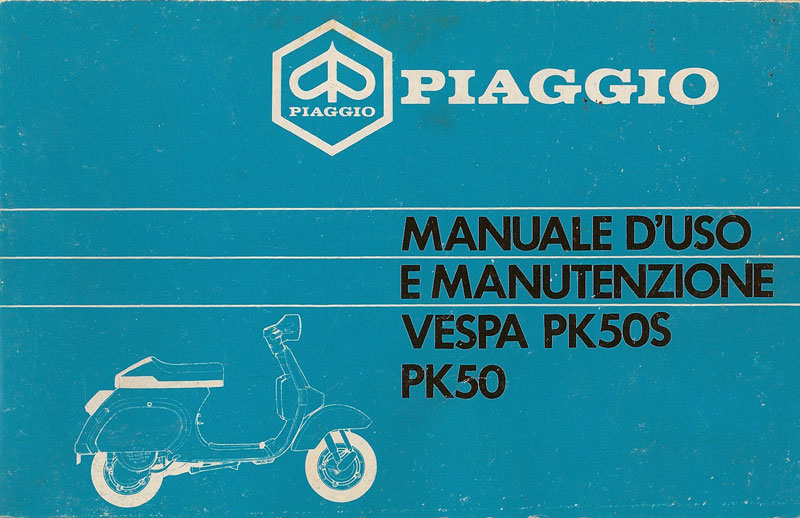 PIAGGIO
PIAGGIO
MANUALE D'USO
E MANUTENZIONE
VESPA PK50S
PK50